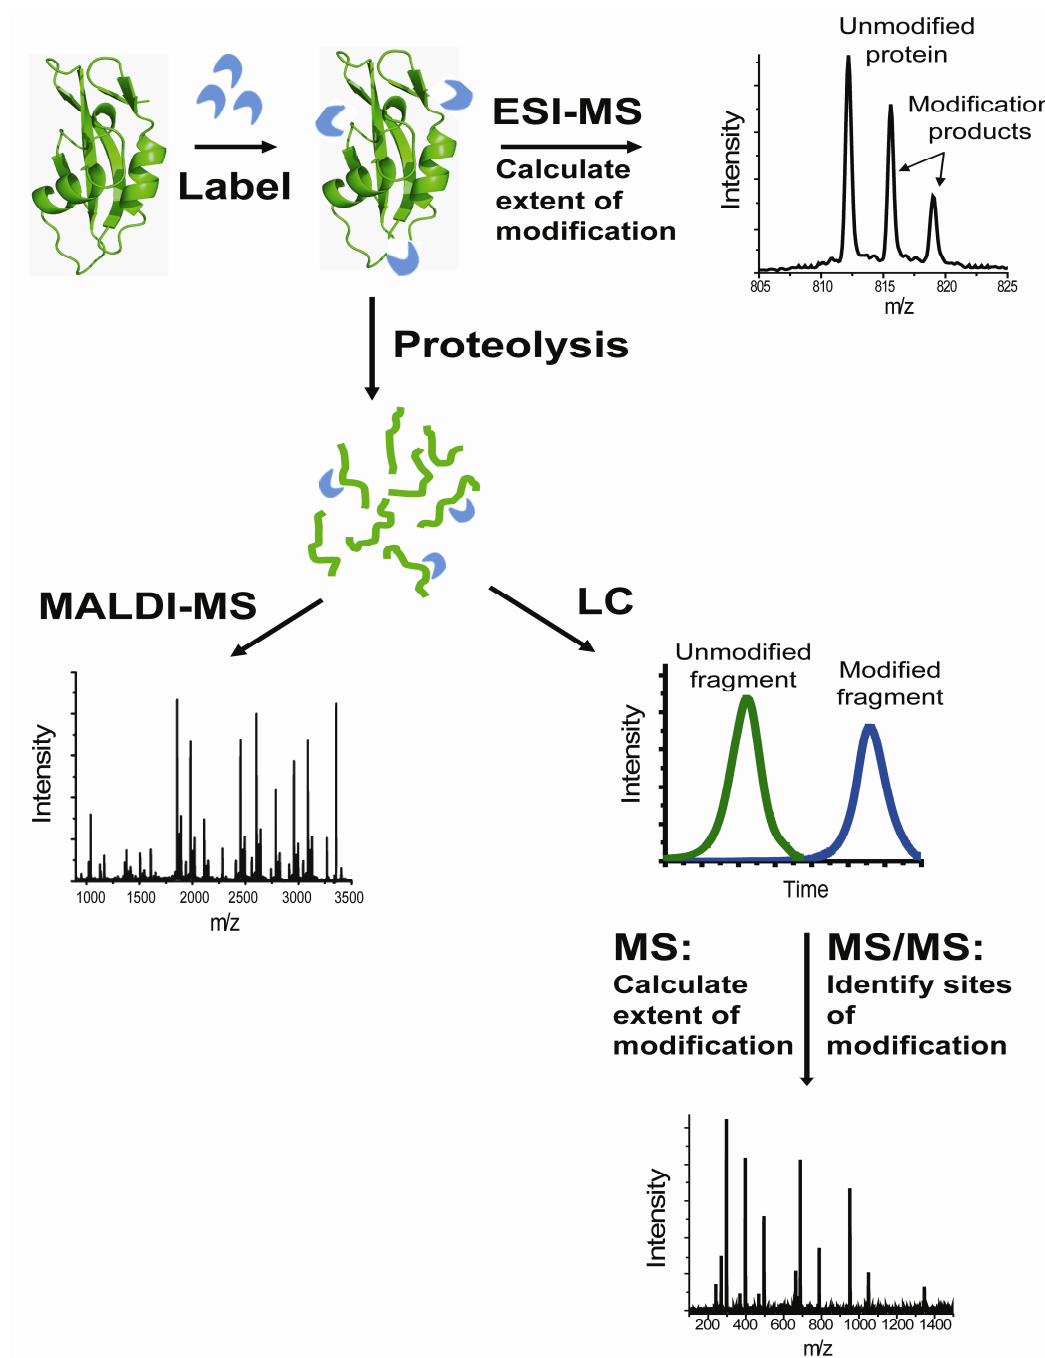 Unmodified
protein
Modification
products
Label
ESI-MS
Calculate
extent of
modification
Intensity
805 810 815 820 825
m/z
Proteolysis
MALDI-MS
LC
Intensity
1000 1500 2000 2500 3000 3500
m/z
Unmodified
fragment
Modified
fragment
Intensity
Time
MS:
Calculate
extent of
modification
MS/MS:
Identify sites
of
modification
Intensity
200 400 600 800 1000 1200 1400
m/z